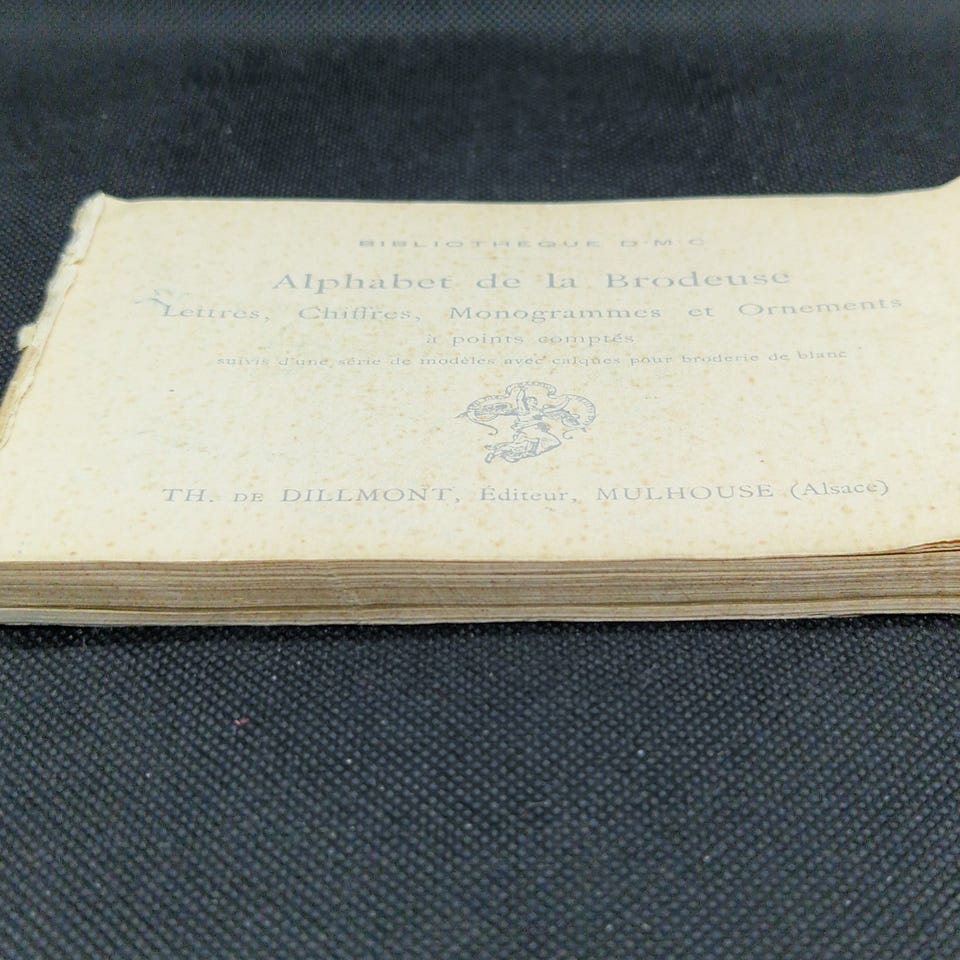 BIBLIOTHÈQUE D·M·C
Alphabet de la Brodeuse
Lettres, Chiffres, Monogrammes et Ornements
à points comptés
suivis d'une série de modèles avec calques pour broderie de blanc
TH. DE DILLMONT, Éditeur, MULHOUSE (Alsace)